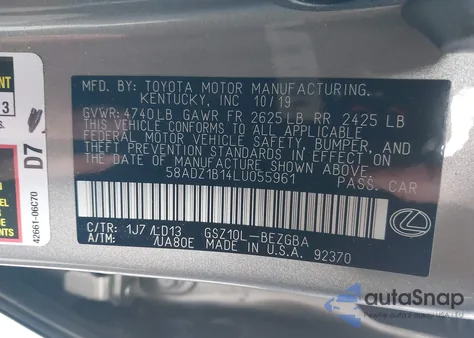 MFD. BY: TOYOTA MOTOR MANUFACTURING,
KENTUCKY, INC 10/19
GVWR: 4740LB GAWR FR 2625LB RR 2425 LB
THIS VEHICLE CONFORMS TO ALL APPLICABLE
FEDERAL MOTOR VEHICLE SAFETY, BUMPER,
AND THEFT PREVENTION STANDARDS IN EFFECT
ON THE DATE OF MANUFACTURE SHOWN ABOVE.
58ADZ1B14LU055961 PASS. CAR
C/TR: 1J7 /LD13 GSZ10L-BEZGBA
A/TM: /UA80E MADE IN U.S.A. 92370
D7
42661-06C70
autoSnap